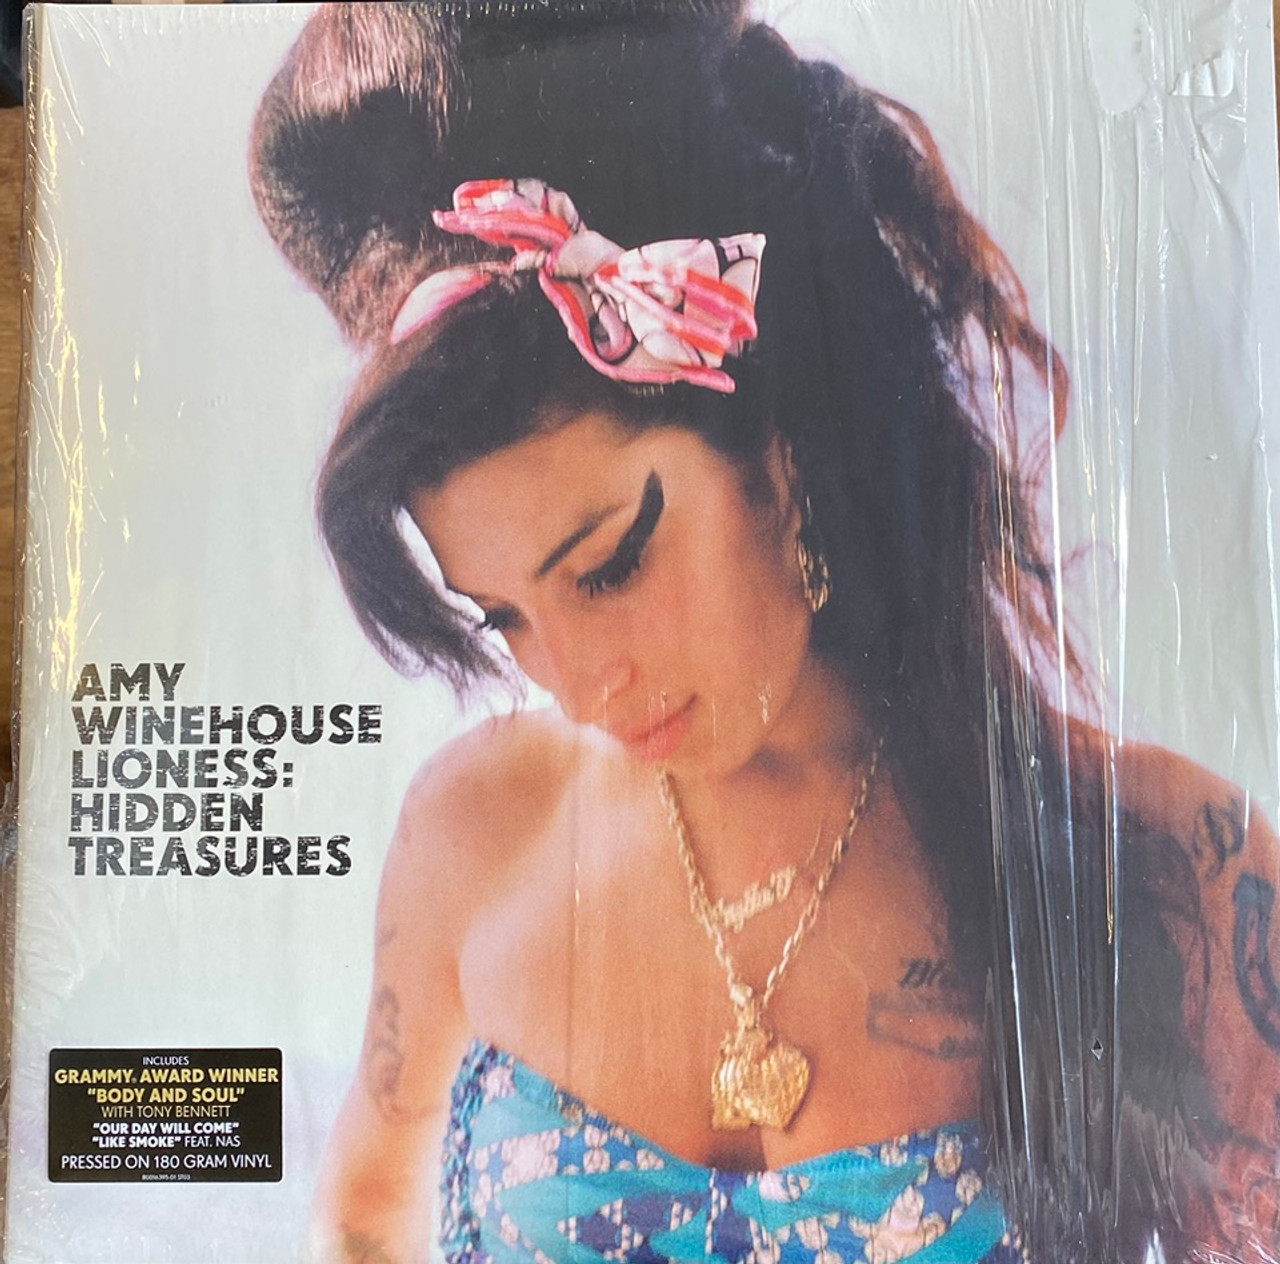 AMY
WINEHOUSE
LIONESS:
HIDDEN
TREASURES
INCLUDES
GRAMMY® AWARD WINNER
"BODY AND SOUL"
WITH TONY BENNETT
"OUR DAY WILL COME"
"LIKE SMOKE" FEAT. NAS
PRESSED ON 180 GRAM VINYL